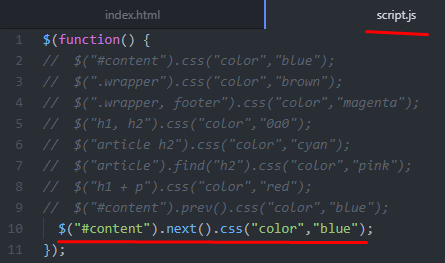 index.html
script.js
1 $(function() {
2 //  $("#content").css("color","blue");
3 //  $(".wrapper").css("color","brown");
4 //  $(".wrapper, footer").css("color","magenta");
5 //  $("h1, h2").css("color","0a0");
6 //  $("article h2").css("color","cyan");
7 //  $("article").find("h2").css("color","pink");
8 //  $("h1 + p").css("color","red");
9 //  $("#content").prev().css("color","blue");
10   $("#content").next().css("color","blue");
11 });